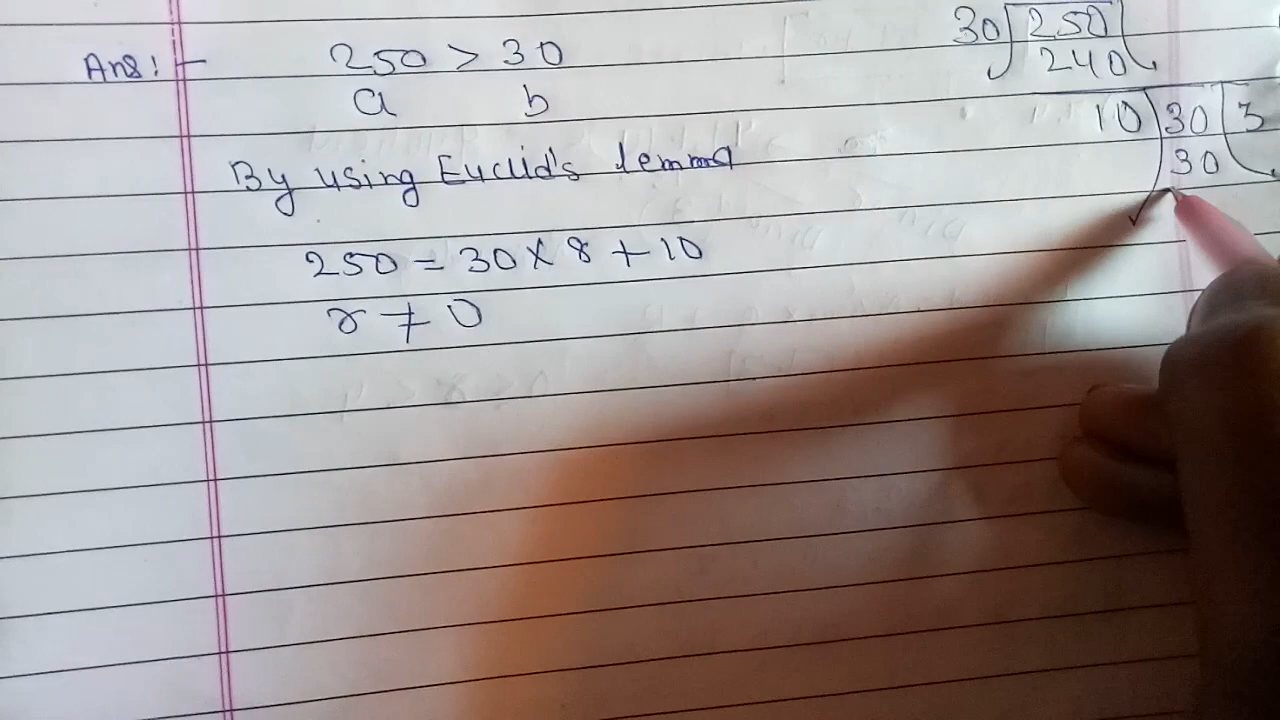 Ans:- 250 > 30
a b
By using Euclid's lemma
250 = 30 × 8 + 10
r ≠ 0
30) 250 (
240
10) 30 ( 3
30